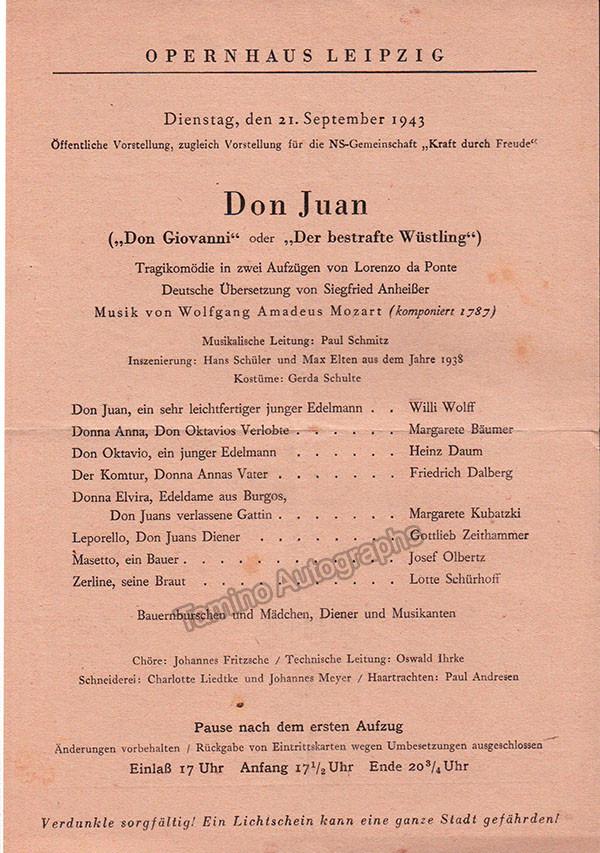 OPERNHAUS LEIPZIG
Dienstag, den 21. September 1943
Öffentliche Vorstellung, zugleich Vorstellung für die NS-Gemeinschaft „Kraft durch Freude“
Don Juan
(„Don Giovanni“ oder „Der bestrafte Wüstling“)
Tragikomödie in zwei Aufzügen von Lorenzo da Ponte
Deutsche Übersetzung von Siegfried Anheißer
Musik von Wolfgang Amadeus Mozart (komponiert 1787)
Musikalische Leitung: Paul Schmitz
Inszenierung: Hans Schüler und Max Elten aus dem Jahre 1938
Kostüme: Gerda Schulte
Don Juan, ein sehr leichtfertiger junger Edelmann . . Willi Wolff
Donna Anna, Don Oktavios Verlobte . . . . . . Margarete Bäumer
Don Oktavio, ein junger Edelmann . . . . . . Heinz Daum
Der Komtur, Donna Annas Vater . . . . . . . Friedrich Dalberg
Donna Elvira, Edeldame aus Burgos,
Don Juans verlassene Gattin . . . . . . . Margarete Kubatzki
Leporello, Don Juans Diener . . . . . . . Gottlieb Zeithammer
Masetto, ein Bauer . . . . . . . . . . . Josef Olbertz
Zerline, seine Braut . . . . . . . . . . Lotte Schürhoff
Bauernburschen und Mädchen, Diener und Musikanten
Tamino Autographs
Chöre: Johannes Fritzsche / Technische Leitung: Oswald Ihrke
Schneiderei: Charlotte Liedtke und Johannes Meyer / Haartrachten: Paul Andresen
Pause nach dem ersten Aufzug
Änderungen vorbehalten / Rückgabe von Eintrittskarten wegen Umbesetzungen ausgeschlossen
Einlaß 17 Uhr Anfang 17 1/2 Uhr Ende 20 3/4 Uhr
Verdunkle sorgfältig! Ein Lichtschein kann eine ganze Stadt gefährden!